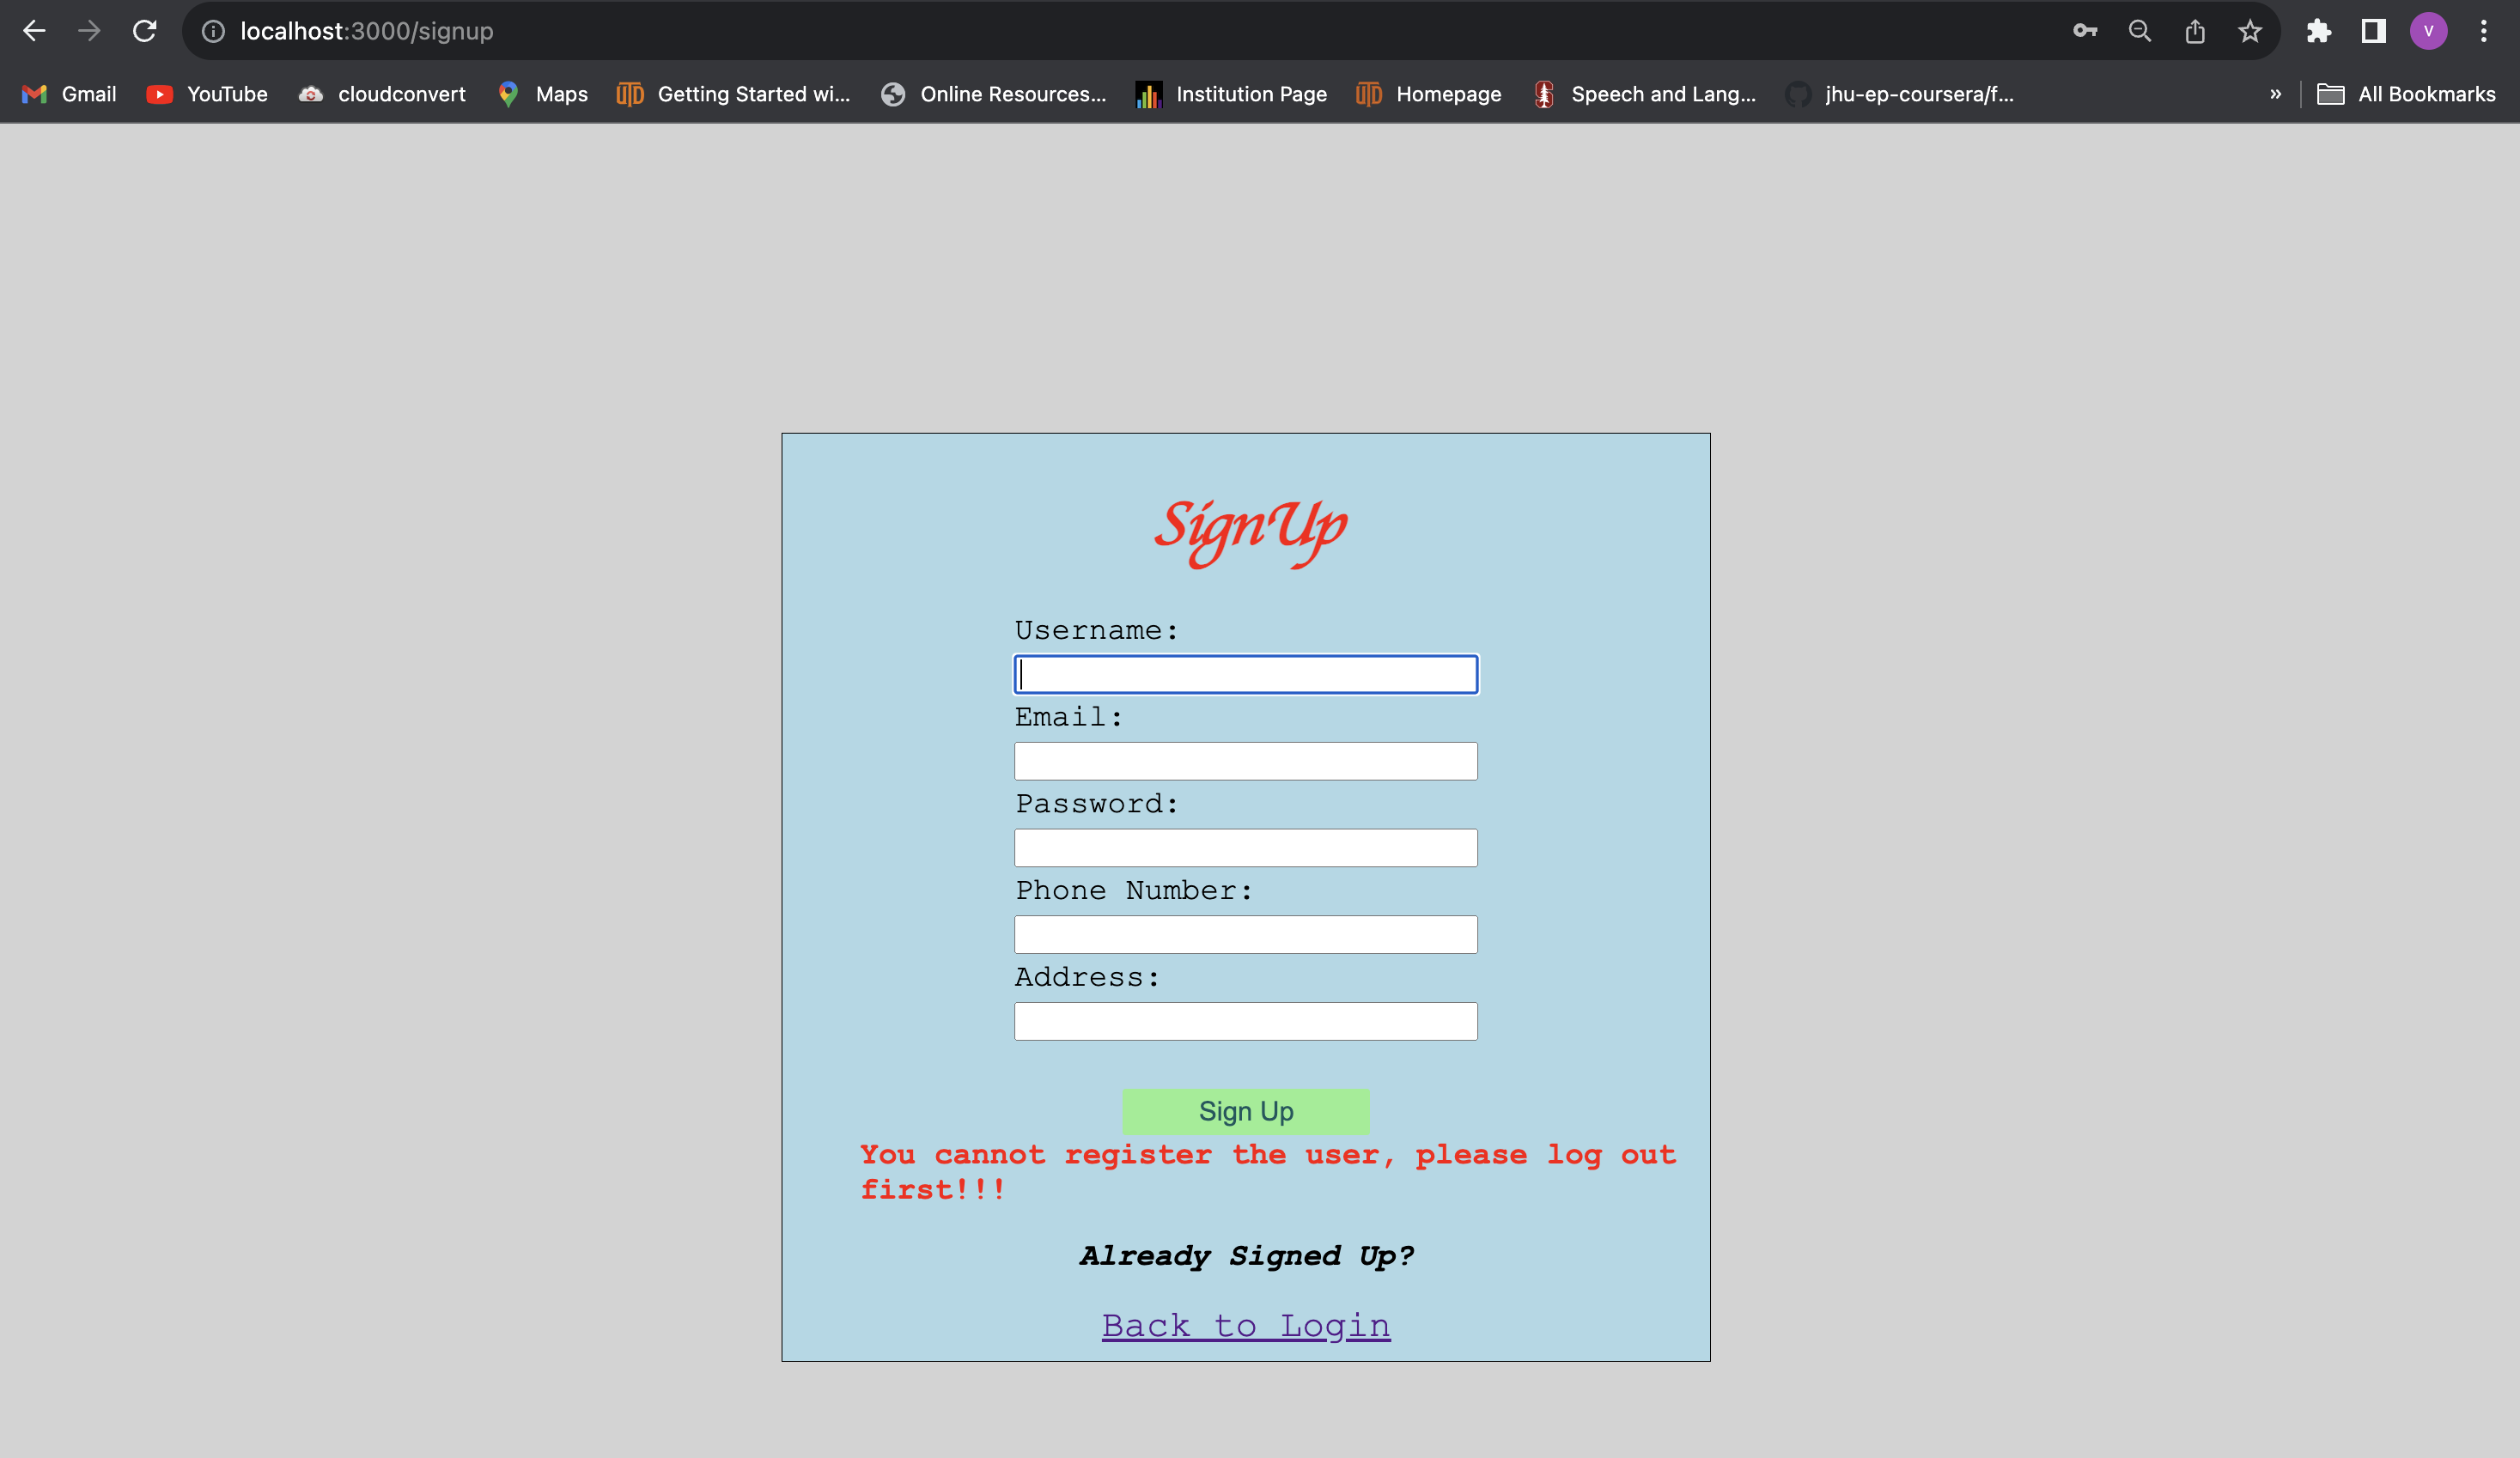 localhost:3000/signup
V
Gmail YouTube cloudconvert Maps UTD Getting Started wi... Online Resources... Institution Page UTD Homepage Speech and Lang... jhu-ep-coursera/f... » All Bookmarks
SignUp
Username:
Email:
Password:
Phone Number:
Address:
Sign Up
You cannot register the user, please log out
first!!!
Already Signed Up?
Back to Login